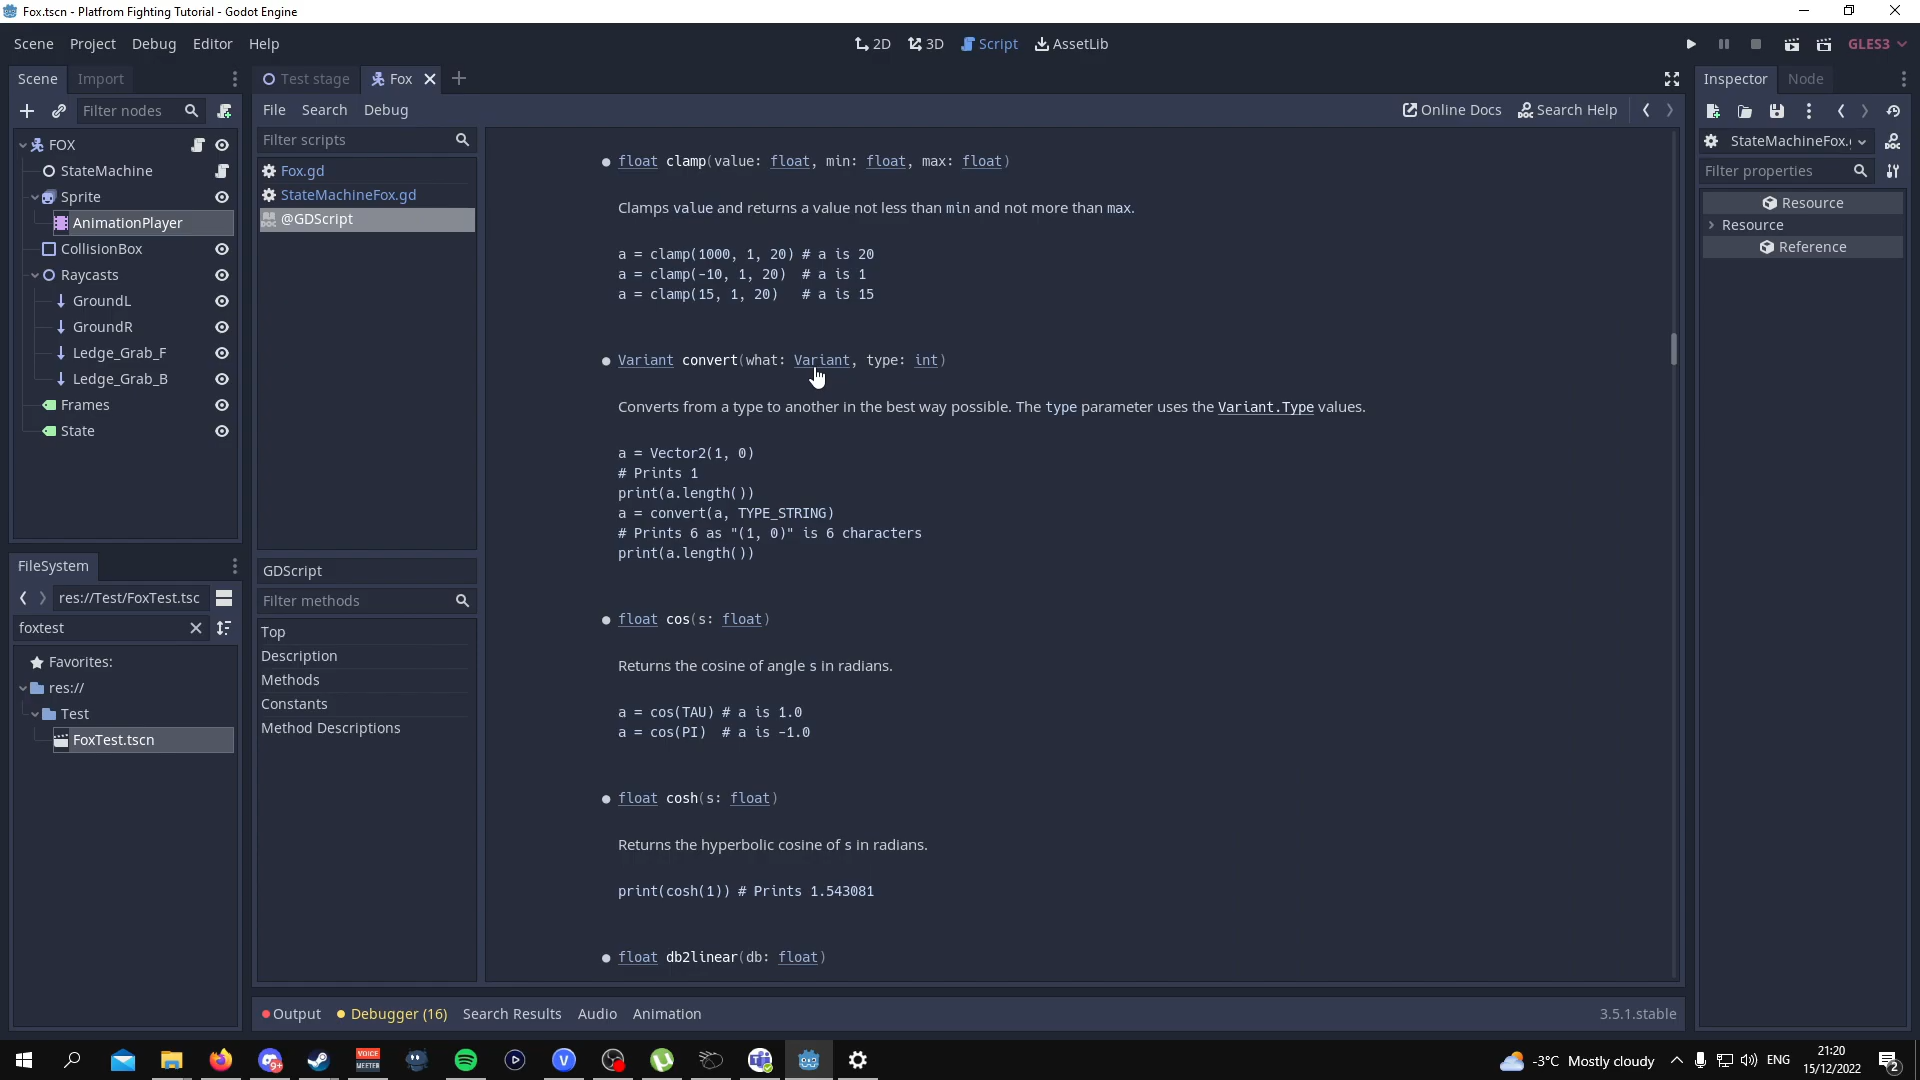 Fox.tscn - Platfrom Fighting Tutorial - Godot Engine
Scene Project Debug Editor Help
2D 3D Script AssetLib
GLES3
Scene Import
Filter nodes
FOX
StateMachine
Sprite
AnimationPlayer
CollisionBox
Raycasts
GroundL
GroundR
Ledge_Grab_F
Ledge_Grab_B
Frames
State
FileSystem
res://Test/FoxTest.tsc
foxtest
Favorites:
res://
Test
FoxTest.tscn
Test stage Fox
File Search Debug
Online Docs Search Help
Filter scripts
Fox.gd
StateMachineFox.gd
@GDScript
GDScript
Filter methods
Top
Description
Methods
Constants
Method Descriptions
float clamp(value: float, min: float, max: float)
Clamps value and returns a value not less than min and not more than max.
a = clamp(1000, 1, 20) # a is 20
a = clamp(-10, 1, 20)  # a is 1
a = clamp(15, 1, 20)   # a is 15
Variant convert(what: Variant, type: int)
Converts from a type to another in the best way possible. The type parameter uses the Variant.Type values.
a = Vector2(1, 0)
# Prints 1
print(a.length())
a = convert(a, TYPE_STRING)
# Prints 6 as "(1, 0)" is 6 characters
print(a.length())
float cos(s: float)
Returns the cosine of angle s in radians.
a = cos(TAU) # a is 1.0
a = cos(PI)  # a is -1.0
float cosh(s: float)
Returns the hyperbolic cosine of s in radians.
print(cosh(1)) # Prints 1.543081
float db2linear(db: float)
Output Debugger (16) Search Results Audio Animation
3.5.1.stable
Inspector Node
StateMachineFox.
Filter properties
Resource
Resource
Reference
VOICE
MEETER
9+
-3°C Mostly cloudy
ENG
21:20
15/12/2022
2